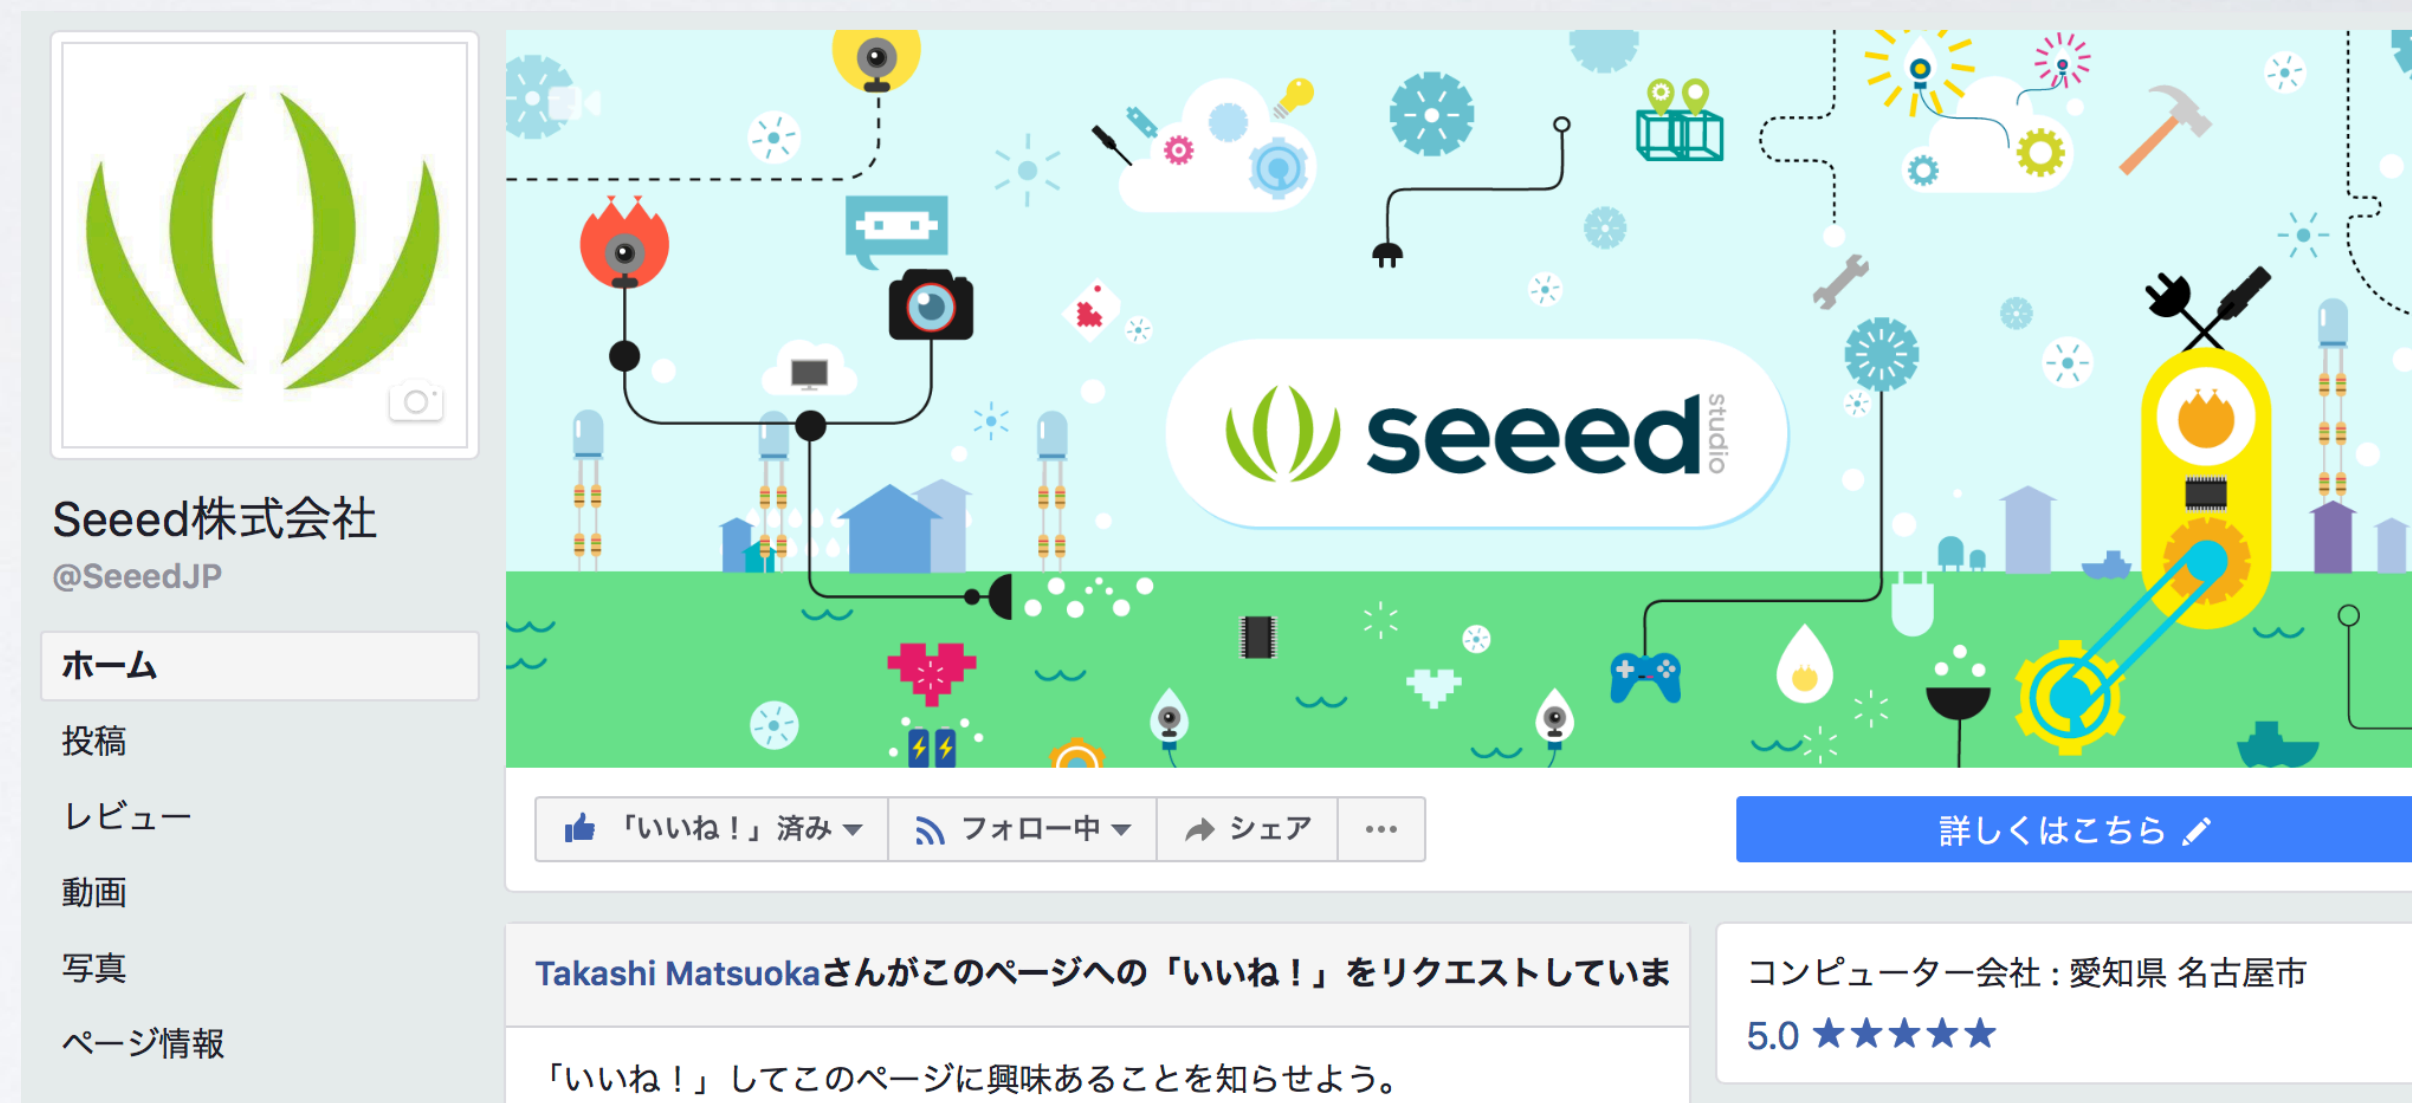 seeed studio
Seeed株式会社
@SeeedJP
ホーム
投稿
レビュー
動画
写真
ページ情報
「いいね！」済み
フォロー中
シェア
詳しくはこちら
Takashi Matsuokaさんがこのページへの「いいね！」をリクエストしていま
「いいね！」してこのページに興味あることを知らせよう。
コンピューター会社 : 愛知県 名古屋市
5.0 ★★★★★